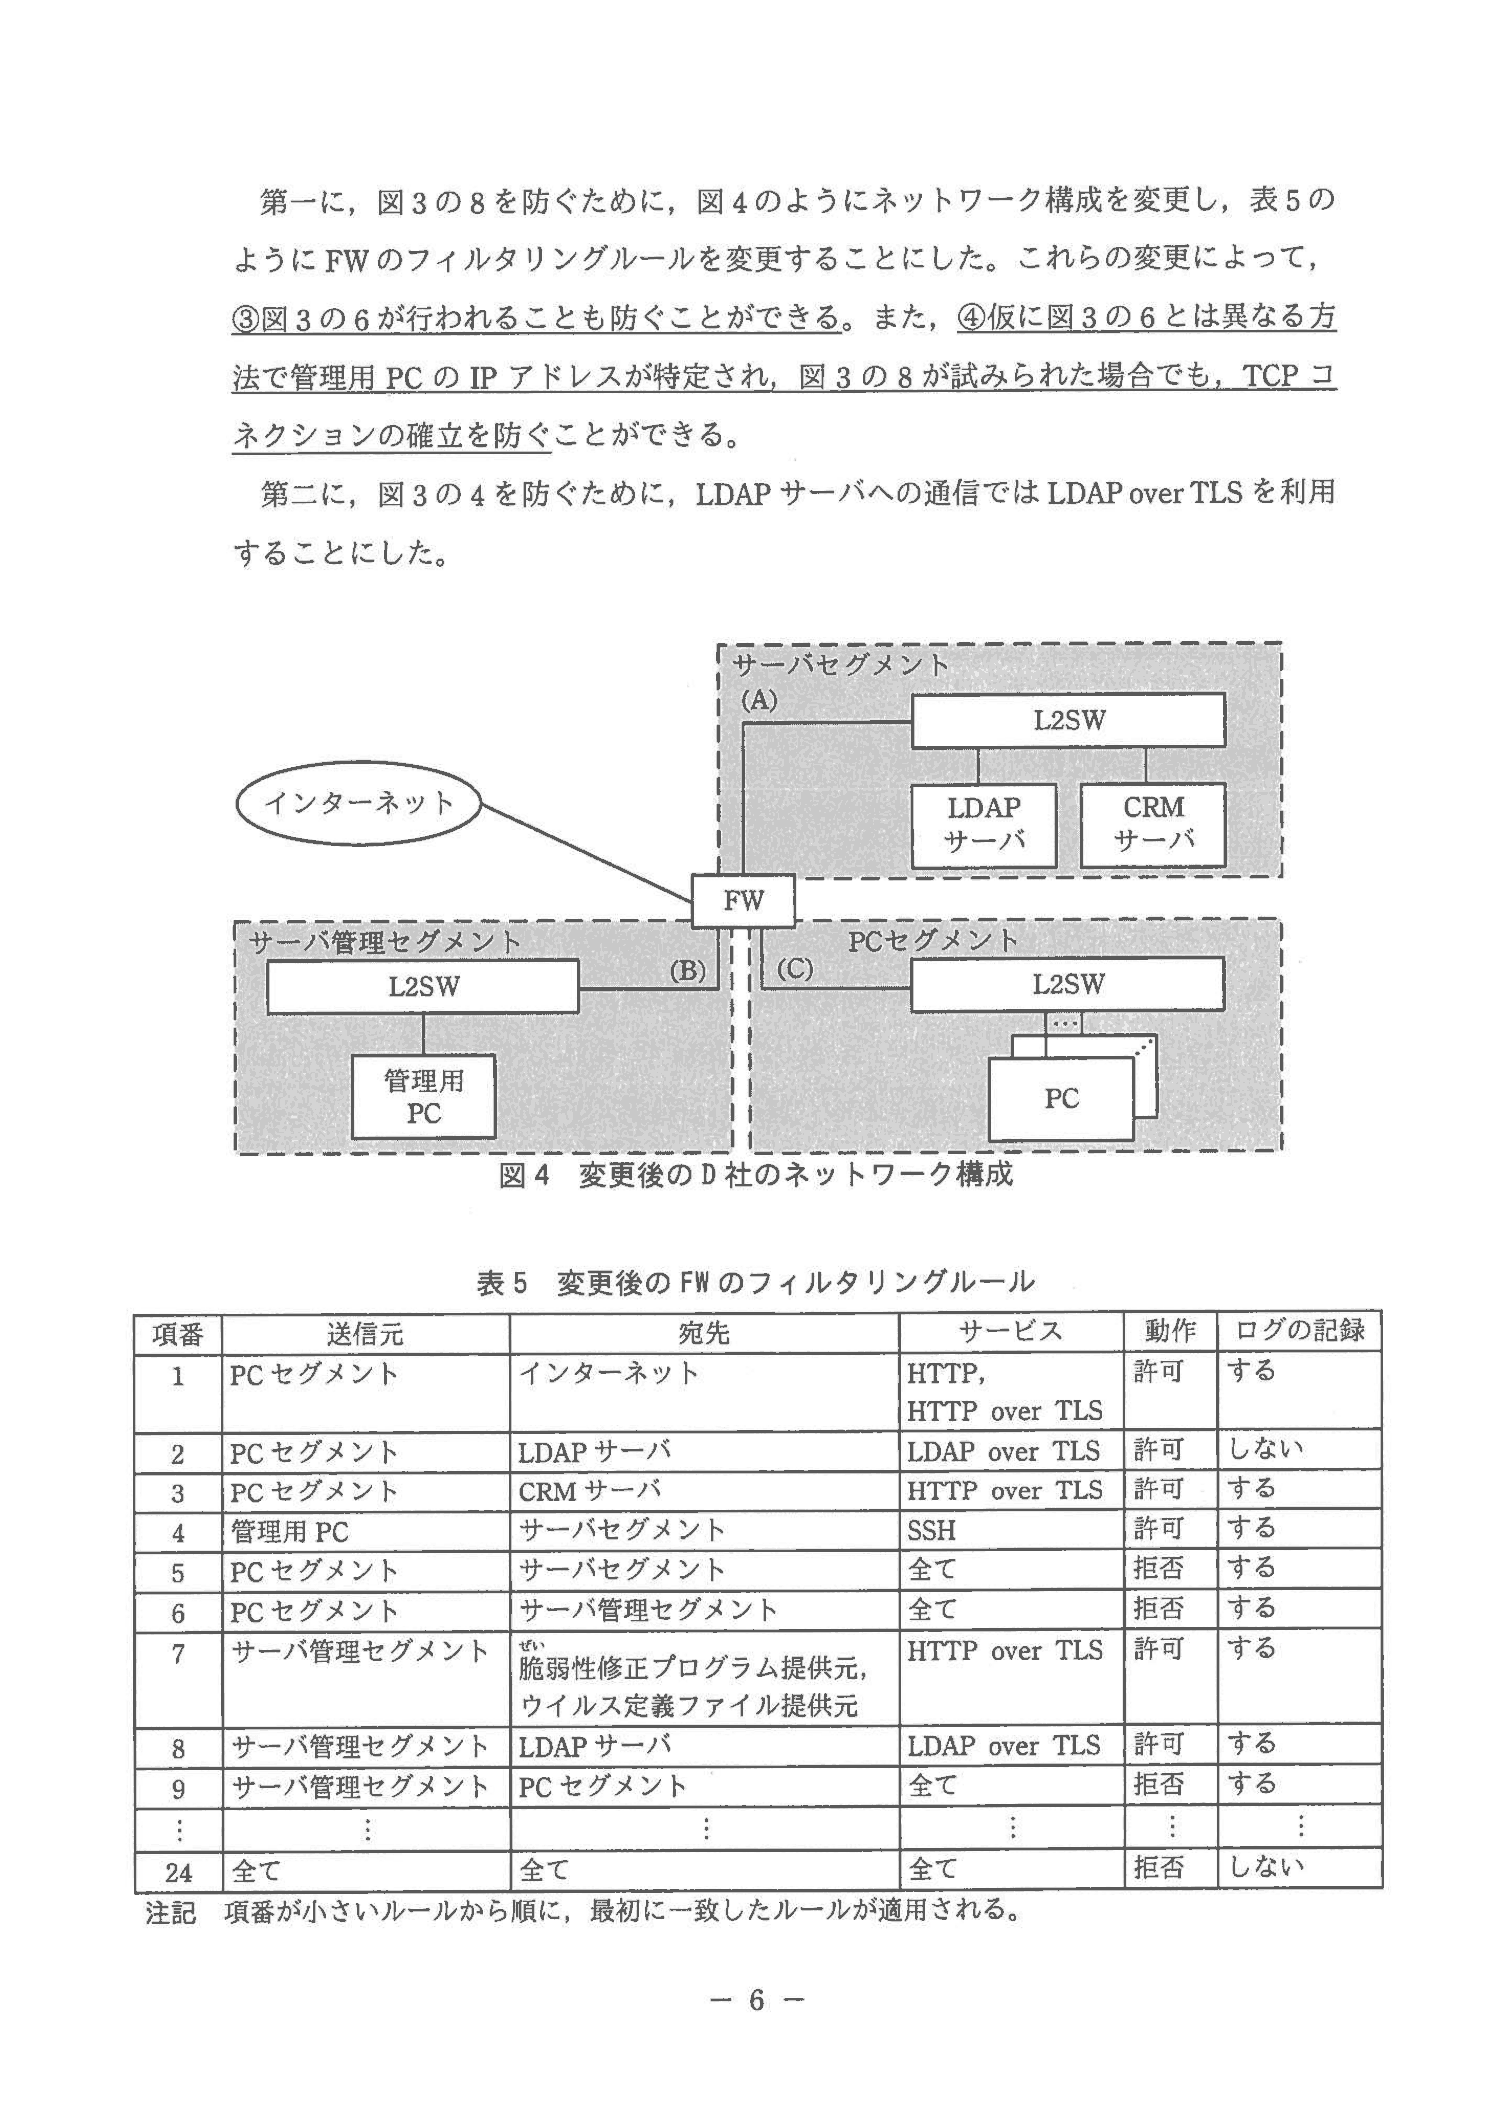 第一に，図3の8を防ぐために，図4のようにネットワーク構成を変更し，表5の
ようにFWのフィルタリングルールを変更することにした。これらの変更によって，
③図3の6が行われることも防ぐことができる。また，④仮に図3の6とは異なる方
法で管理用PCのIPアドレスが特定され，図3の8が試みられた場合でも，TCPコ
ネクションの確立を防ぐことができる。
第二に，図3の4を防ぐために，LDAPサーバへの通信ではLDAP over TLSを利用
することにした。
サーバセグメント
(A)
L2SW
インターネット
LDAP
サーバ
CRM
サーバ
FW
サーバ管理セグメント
PCセグメント
(B)
(C)
L2SW
L2SW
…
管理用
PC
PC
図4 変更後のD社のネットワーク構成
表5 変更後のFWのフィルタリングルール
項番 送信元 宛先 サービス 動作 ログの記録
1 PCセグメント インターネット HTTP, 許可 する
HTTP over TLS
2 PCセグメント LDAPサーバ LDAP over TLS 許可 しない
3 PCセグメント CRMサーバ HTTP over TLS 許可 する
4 管理用PC サーバセグメント SSH 許可 する
5 PCセグメント サーバセグメント 全て 拒否 する
6 PCセグメント サーバ管理セグメント 全て 拒否 する
ぜい
7 サーバ管理セグメント 脆弱性修正プログラム提供元， HTTP over TLS 許可 する
ウイルス定義ファイル提供元
8 サーバ管理セグメント LDAPサーバ LDAP over TLS 許可 する
9 サーバ管理セグメント PCセグメント 全て 拒否 する
⋮ ⋮ ⋮ ⋮ ⋮ ⋮
24 全て 全て 全て 拒否 しない
注記 項番が小さいルールから順に，最初に一致したルールが適用される。
－ 6 －